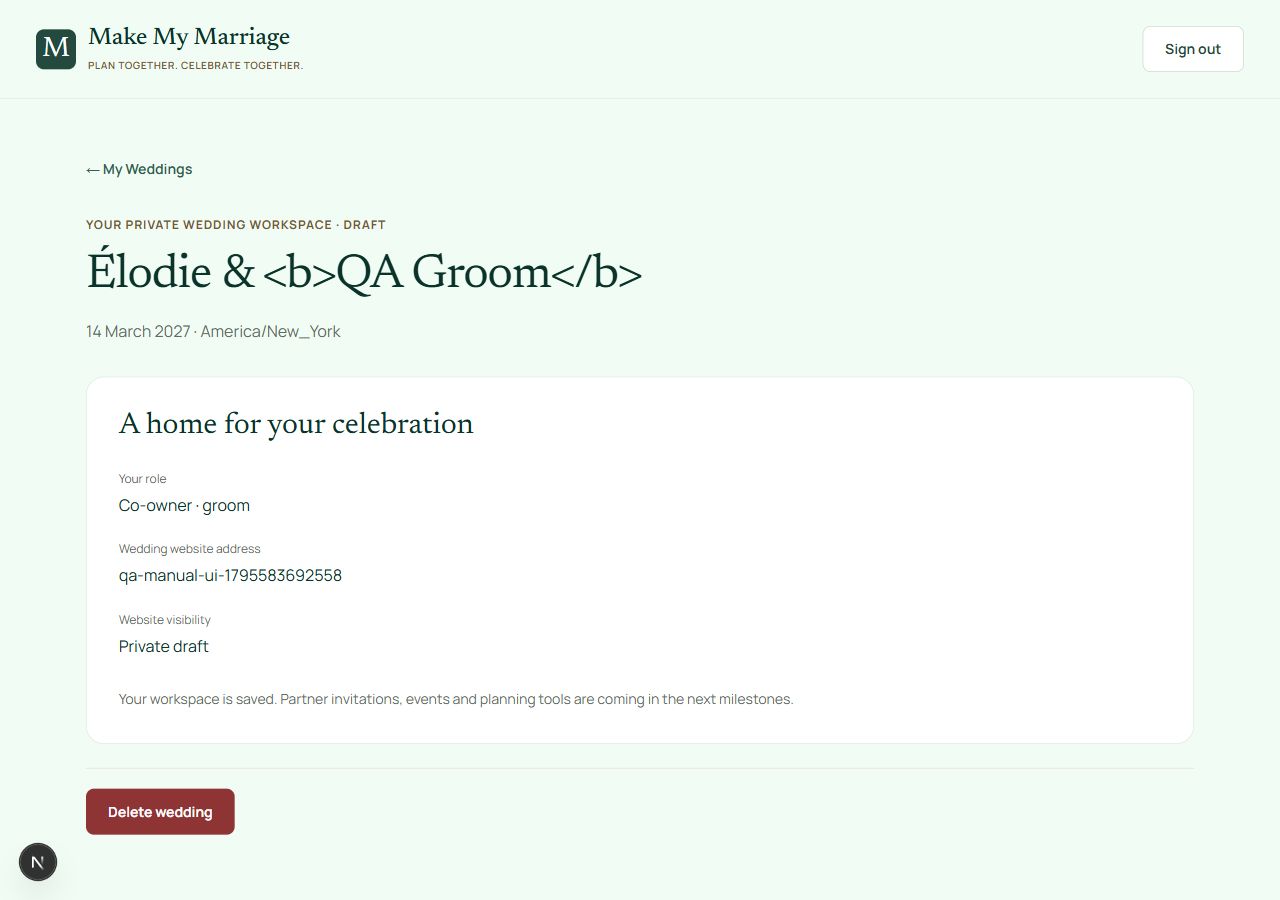 M
Make My Marriage
PLAN TOGETHER. CELEBRATE TOGETHER.
Sign out
← My Weddings
YOUR PRIVATE WEDDING WORKSPACE · DRAFT
Élodie & <b>QA Groom</b>
14 March 2027 · America/New_York
A home for your celebration
Your role
Co-owner · groom
Wedding website address
qa-manual-ui-1795583692558
Website visibility
Private draft
Your workspace is saved. Partner invitations, events and planning tools are coming in the next milestones.
Delete wedding
N